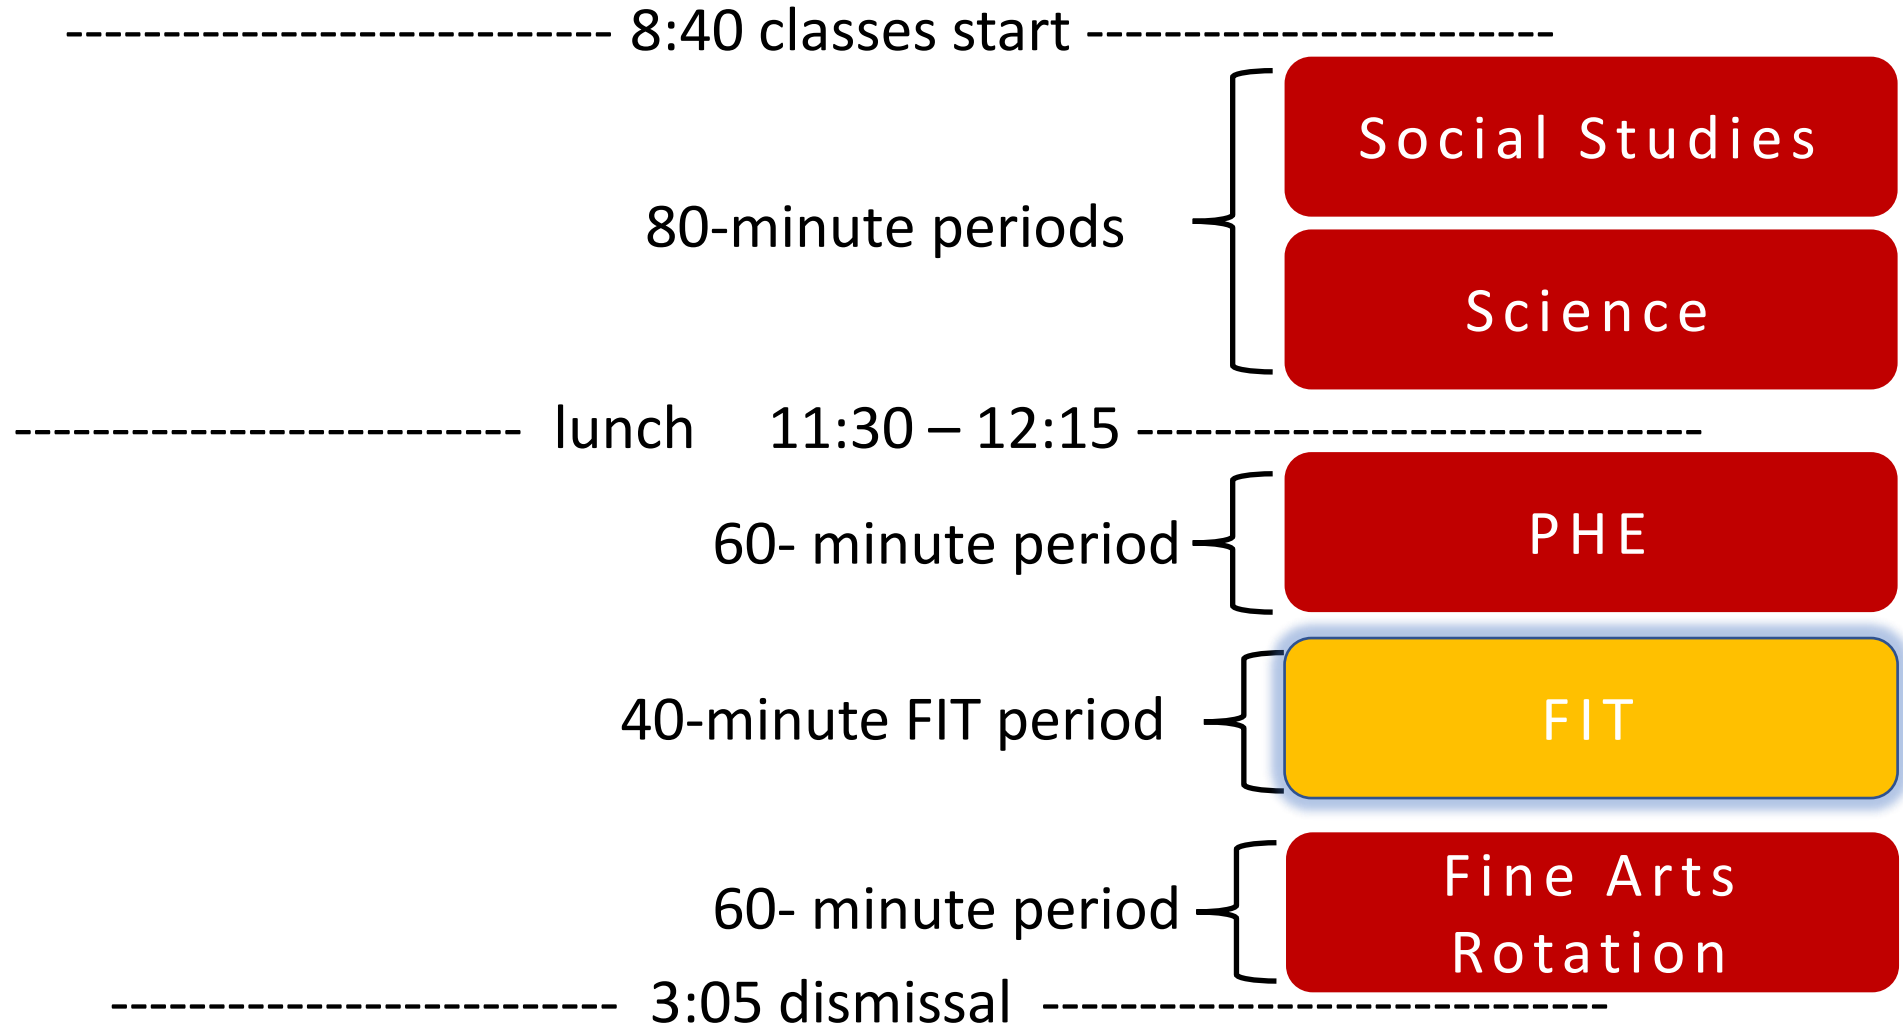 -------------------------- 8:40 classes start ------------------------
Social Studies
80-minute periods
Science
-------------------------- lunch 11:30 – 12:15 -----------------------------
PHE
60- minute period
40-minute FIT period
FIT
Fine Arts
60- minute period
Rotation
-------------------------- 3:05 dismissal -----------------------------